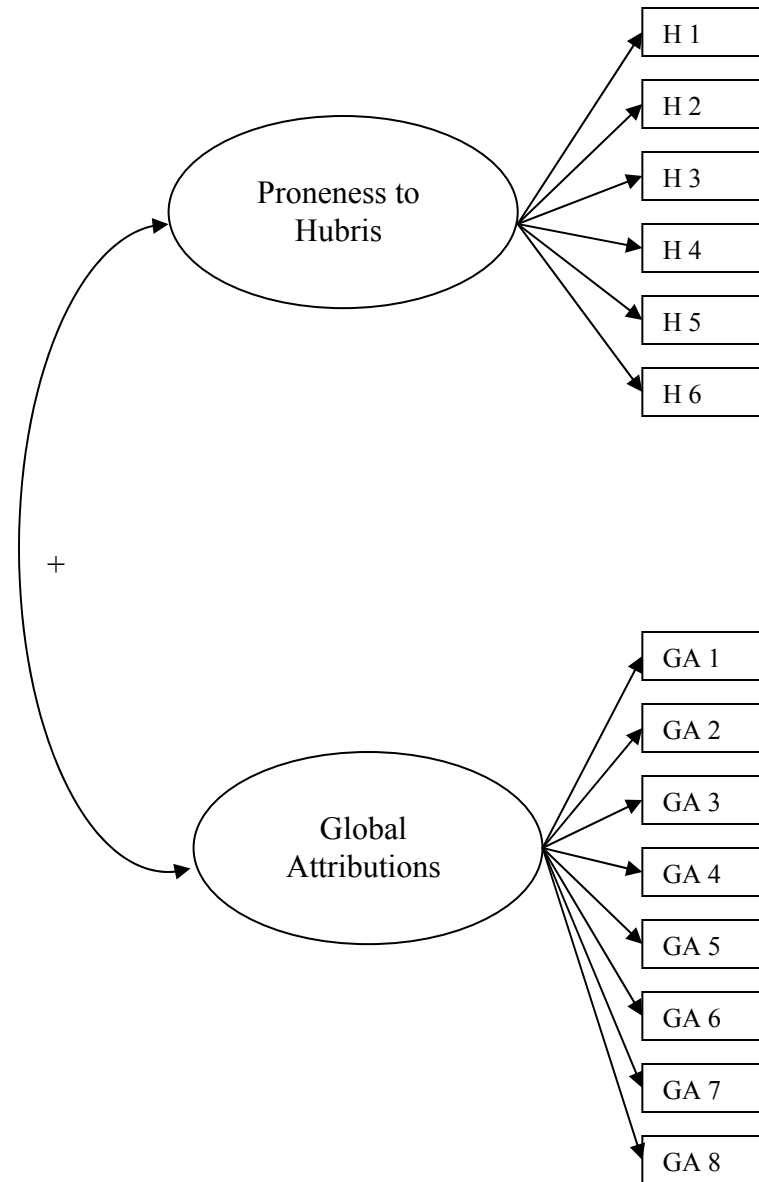 H 1
H 2
Proneness to
Hubris
H 3
H 4
H 5
H 6
+
GA 1
GA 2
GA 3
Global
Attributions
GA 4
GA 5
GA 6
GA 7
GA 8